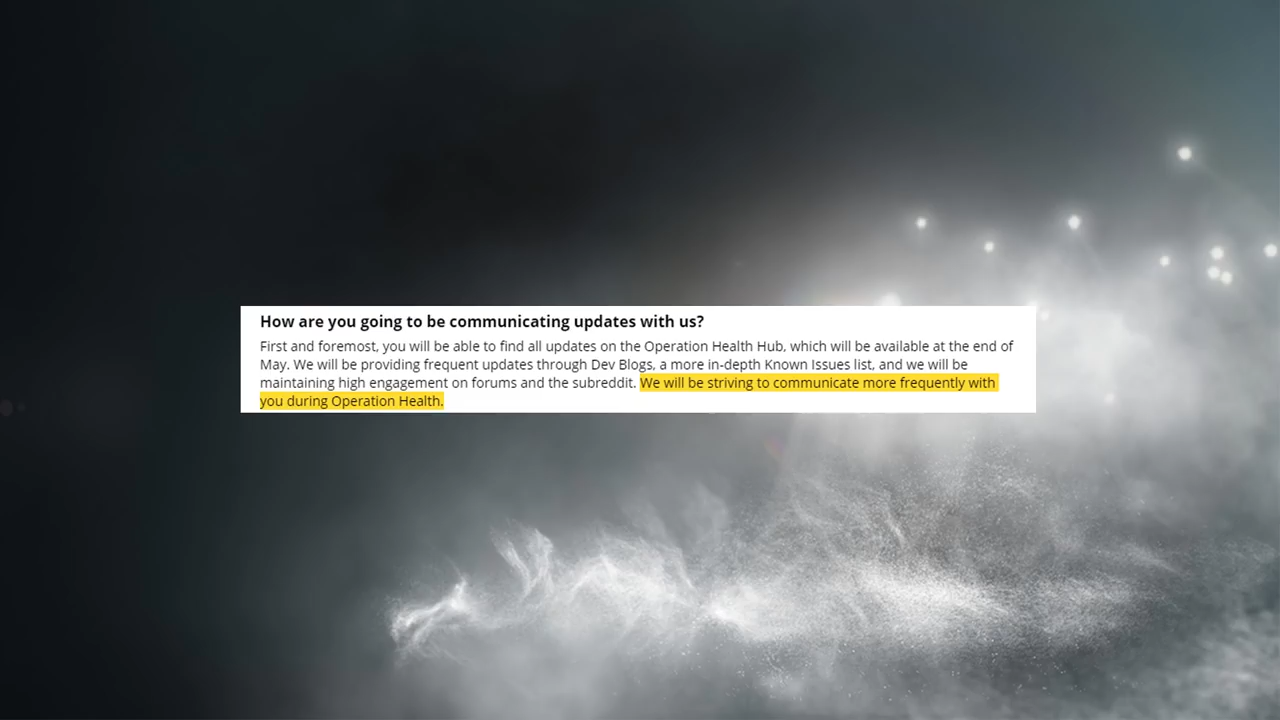 How are you going to be communicating updates with us?
First and foremost, you will be able to find all updates on the Operation Health Hub, which will be available at the end of
May. We will be providing frequent updates through Dev Blogs, a more in-depth Known Issues list, and we will be
maintaining high engagement on forums and the subreddit. We will be striving to communicate more frequently with
you during Operation Health.